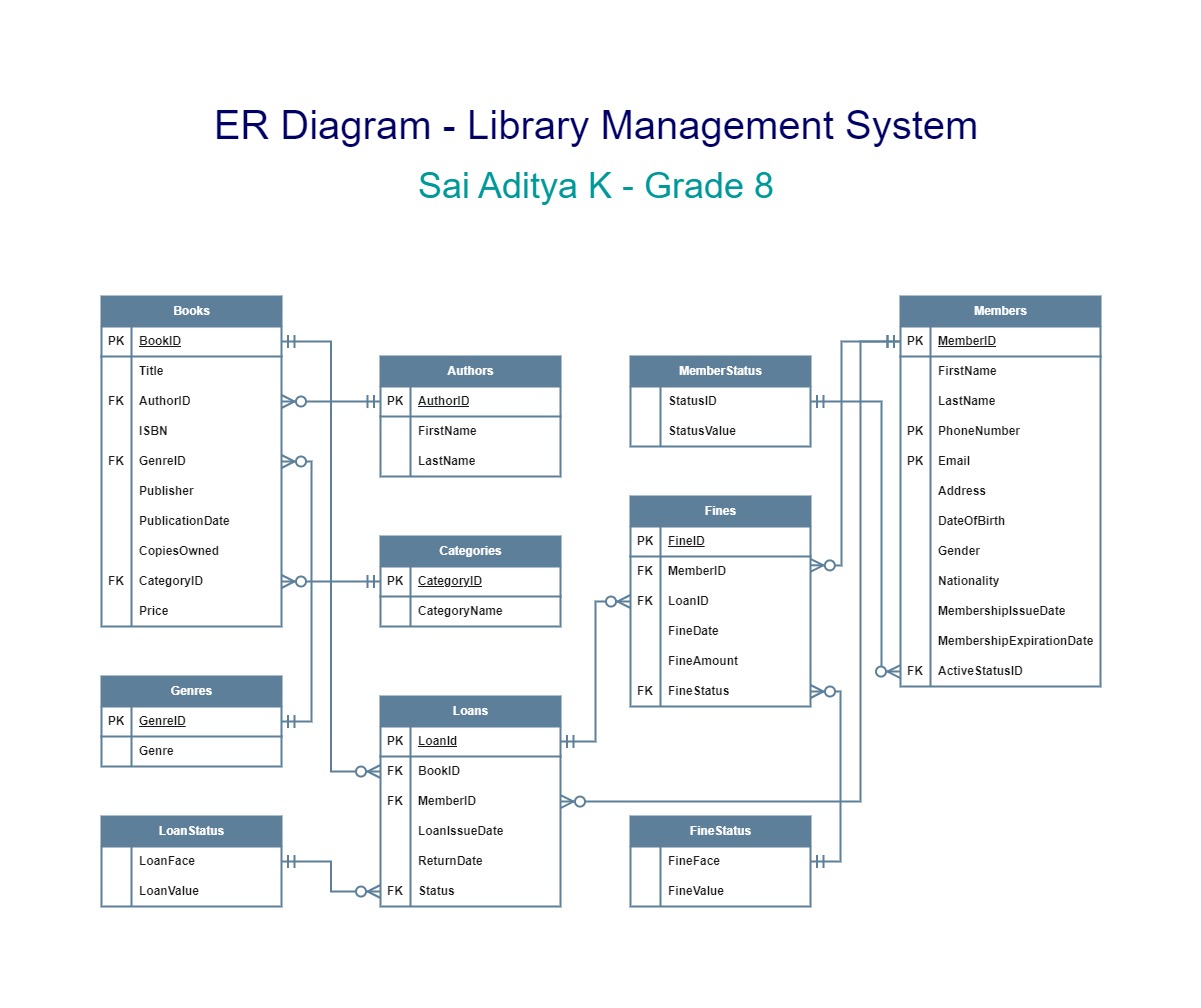 ER Diagram - Library Management System
Sai Aditya K - Grade 8
Books
PK BookID
Title
FK AuthorID
ISBN
FK GenreID
Publisher
PublicationDate
CopiesOwned
FK CategoryID
Price
Authors
PK AuthorID
FirstName
LastName
Categories
PK CategoryID
CategoryName
Genres
PK GenreID
Genre
LoanStatus
LoanFace
LoanValue
Loans
PK LoanId
FK BookID
FK MemberID
LoanIssueDate
ReturnDate
FK Status
MemberStatus
StatusID
StatusValue
Fines
PK FineID
FK MemberID
FK LoanID
FineDate
FineAmount
FK FineStatus
FineStatus
FineFace
FineValue
Members
PK MemberID
FirstName
LastName
PK PhoneNumber
PK Email
Address
DateOfBirth
Gender
Nationality
MembershipIssueDate
MembershipExpirationDate
FK ActiveStatusID